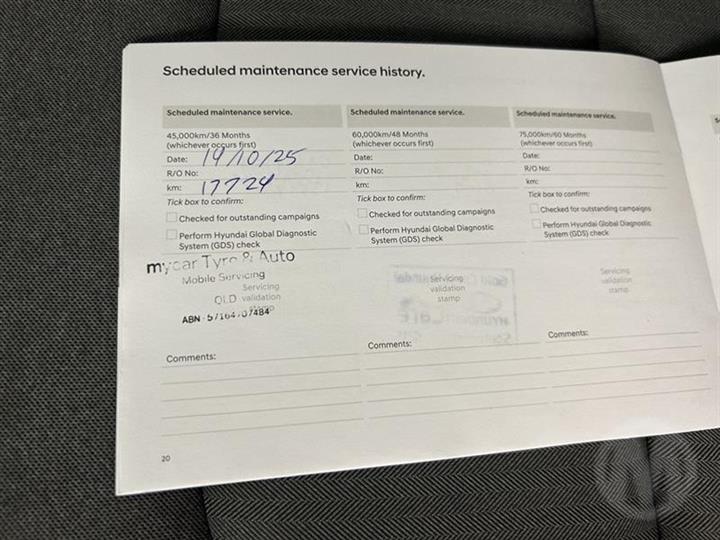 Scheduled maintenance service history.
Scheduled maintenance service.
45,000km/36 Months
(whichever occurs first)
Date: 19/10/25
R/O No:
km: 17724
Tick box to confirm:
Checked for outstanding campaigns
Perform Hyundai Global Diagnostic
System (GDS) check
mycar Tyre & Auto
Mobile Servicing
Servicing
QLD validation
stamp
ABN
Comments:
Scheduled maintenance service.
60,000km/48 Months
(whichever occurs first)
Date:
R/O No:
km:
Tick box to confirm:
Checked for outstanding campaigns
Perform Hyundai Global Diagnostic
System (GDS) check
Servicing
validation
stamp
Comments:
Scheduled maintenance service.
75,000km/60 Months
(whichever occurs first)
Date:
R/O No:
km:
Tick box to confirm:
Checked for outstanding campaigns
Perform Hyundai Global Diagnostic
System (GDS) check
Servicing
validation
stamp
Comments:
20